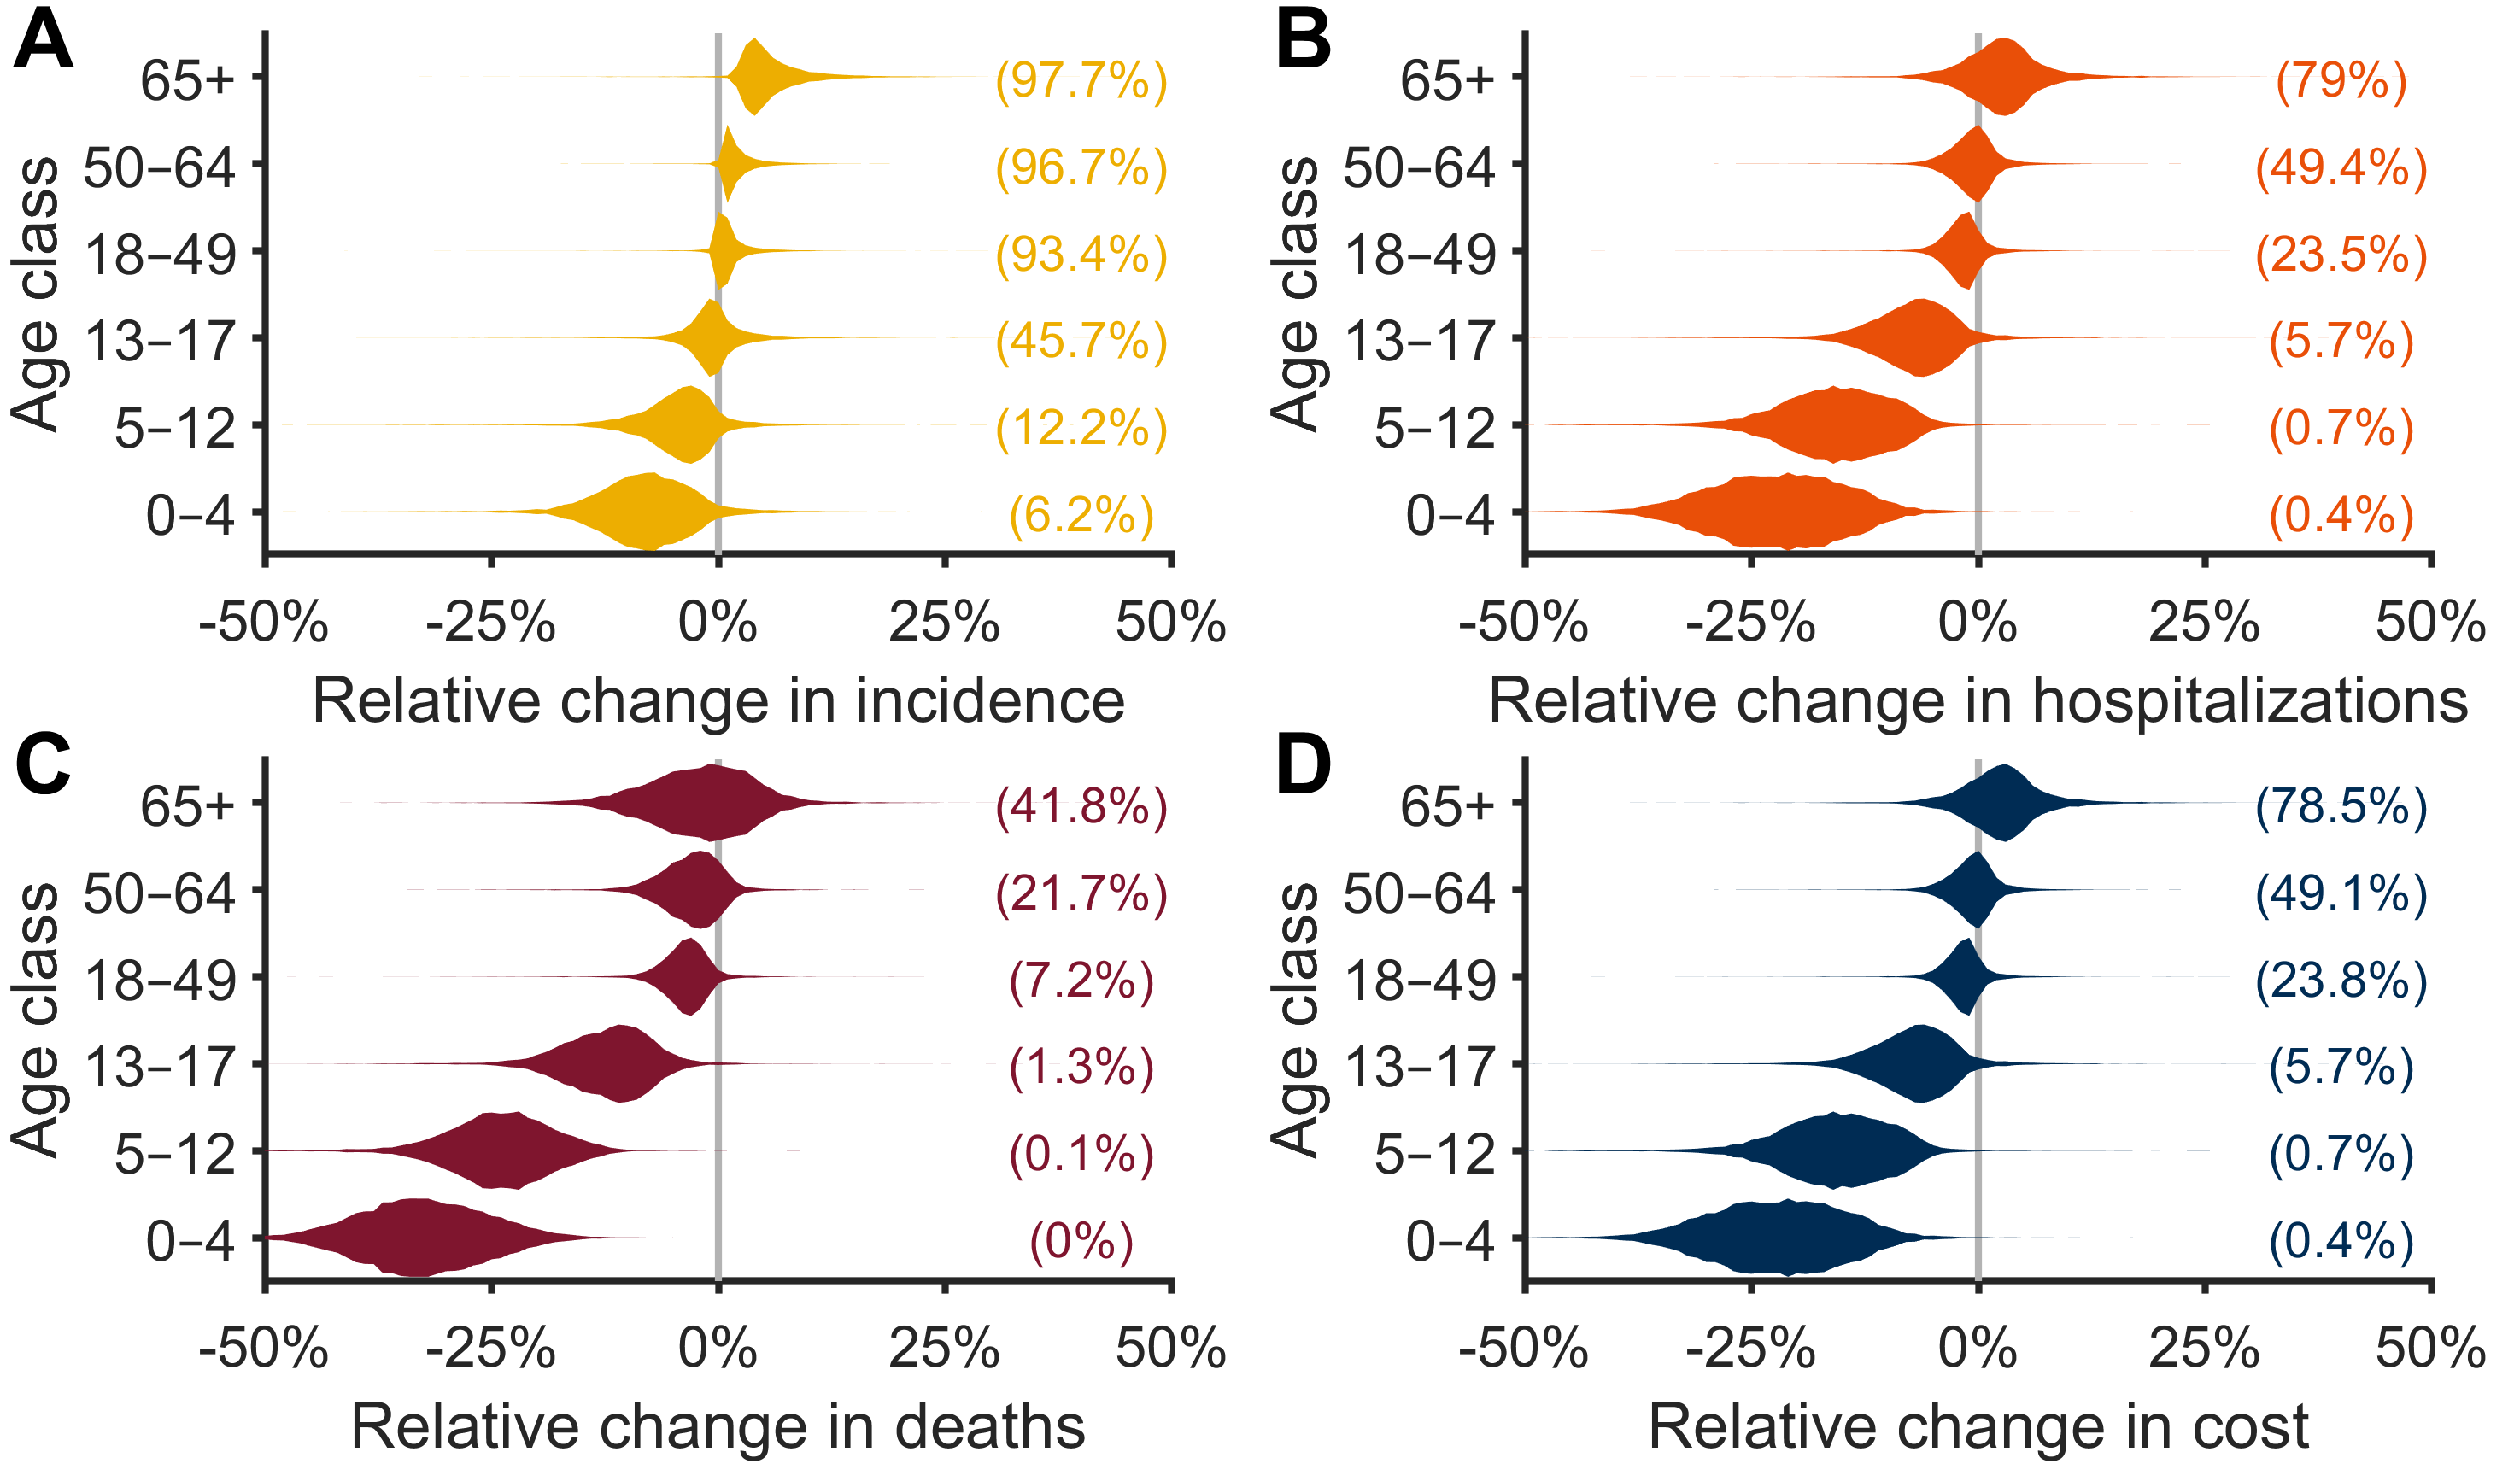 A
Age class
65+ (97.7%)
50–64 (96.7%)
18–49 (93.4%)
13–17 (45.7%)
5–12 (12.2%)
0–4 (6.2%)
-50% -25% 0% 25% 50%
Relative change in incidence
B
Age class
65+ (79%)
50–64 (49.4%)
18–49 (23.5%)
13–17 (5.7%)
5–12 (0.7%)
0–4 (0.4%)
-50% -25% 0% 25% 50%
Relative change in hospitalizations
C
Age class
65+ (41.8%)
50–64 (21.7%)
18–49 (7.2%)
13–17 (1.3%)
5–12 (0.1%)
0–4 (0%)
-50% -25% 0% 25% 50%
Relative change in deaths
D
Age class
65+ (78.5%)
50–64 (49.1%)
18–49 (23.8%)
13–17 (5.7%)
5–12 (0.7%)
0–4 (0.4%)
-50% -25% 0% 25% 50%
Relative change in cost